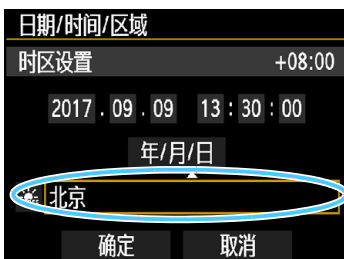 日期/时间/区域
时区设置 +08:00
2017 . 09 . 09 13 : 30 : 00
年/月/日
北京
确定 取消